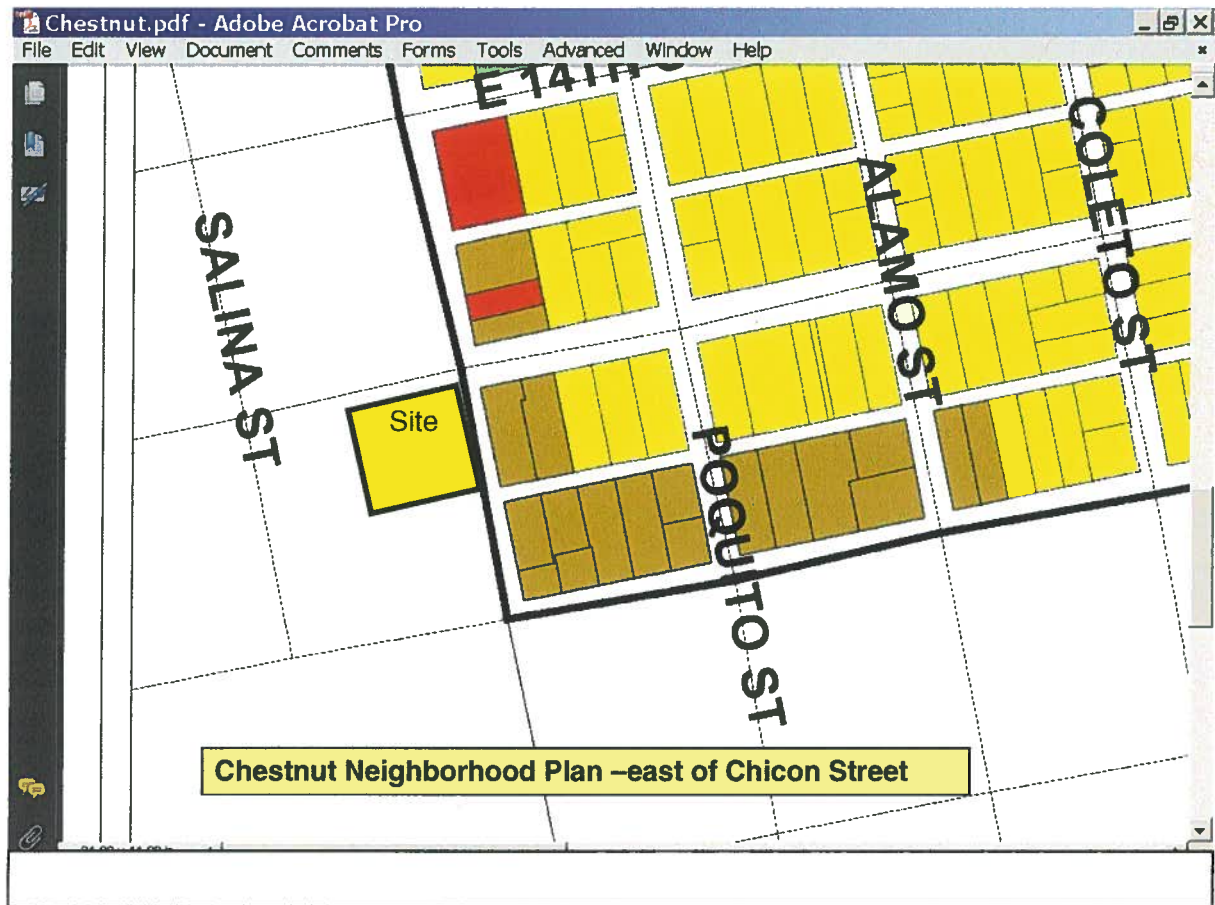 Chestnut.pdf - Adobe Acrobat Pro
File Edit View Document Comments Forms Tools Advanced Window Help
E 14TH
COLETO ST
ALAMO ST
SALINA ST
Site
POQUITO ST
Chestnut Neighborhood Plan –east of Chicon Street